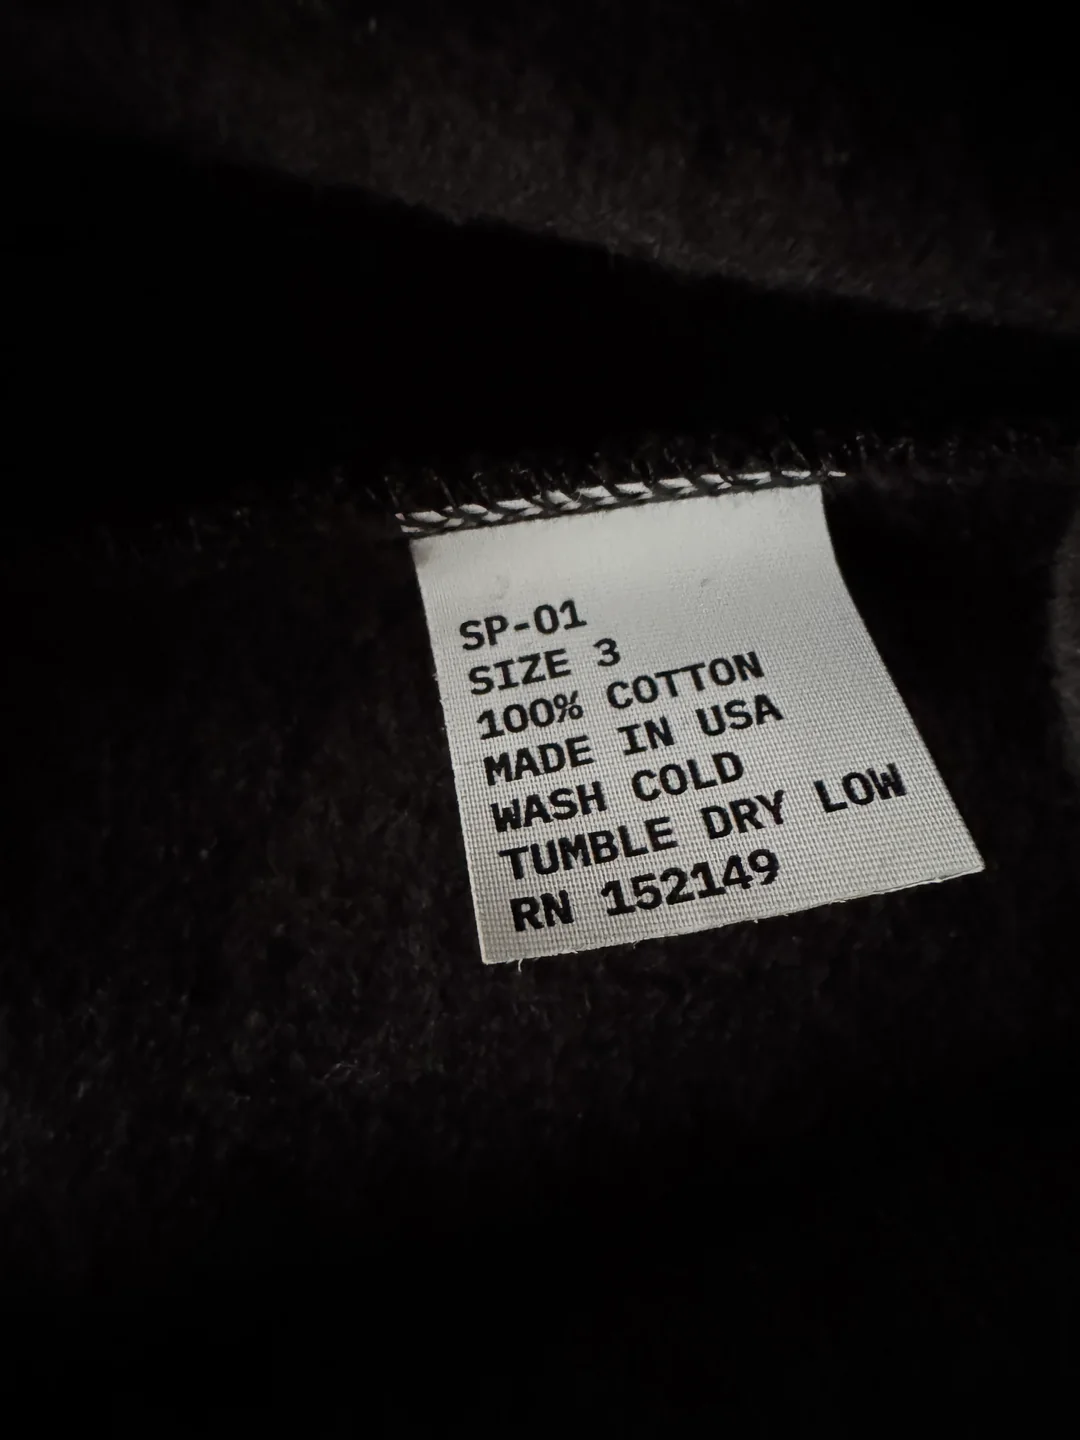 SP-01
SIZE 3
100% COTTON
MADE IN USA
WASH COLD
TUMBLE DRY LOW
RN 152149